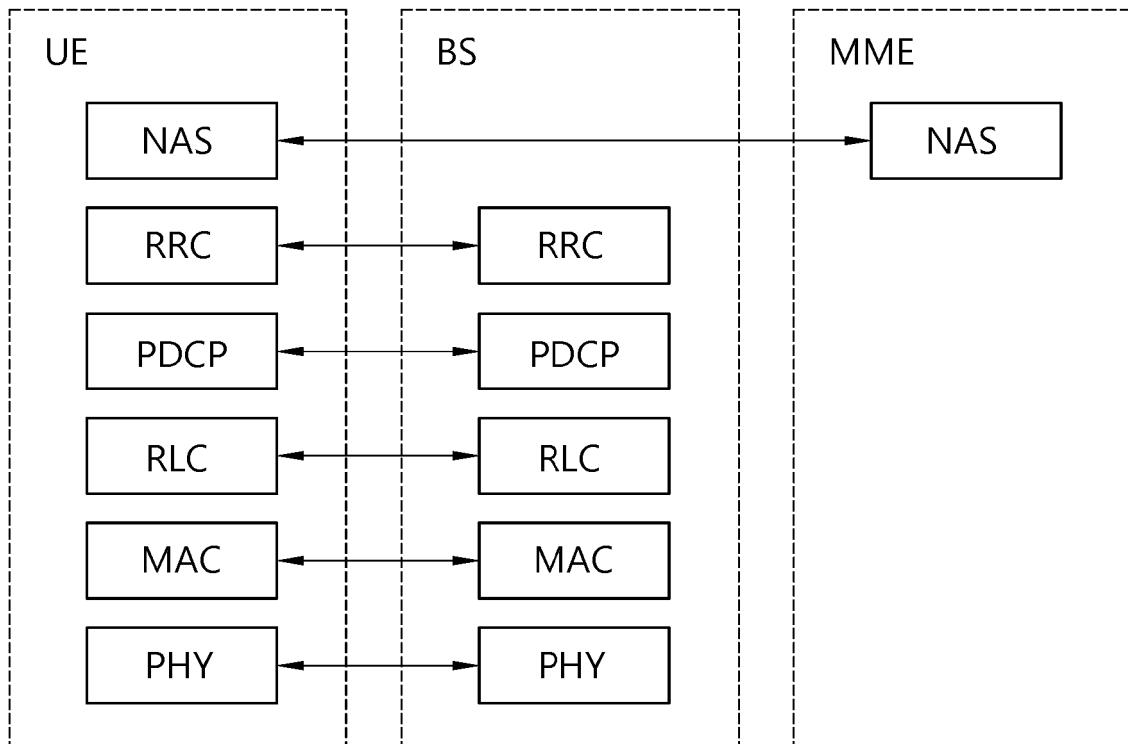 UE BS MME
NAS NAS
RRC RRC
PDCP PDCP
RLC RLC
MAC MAC
PHY PHY